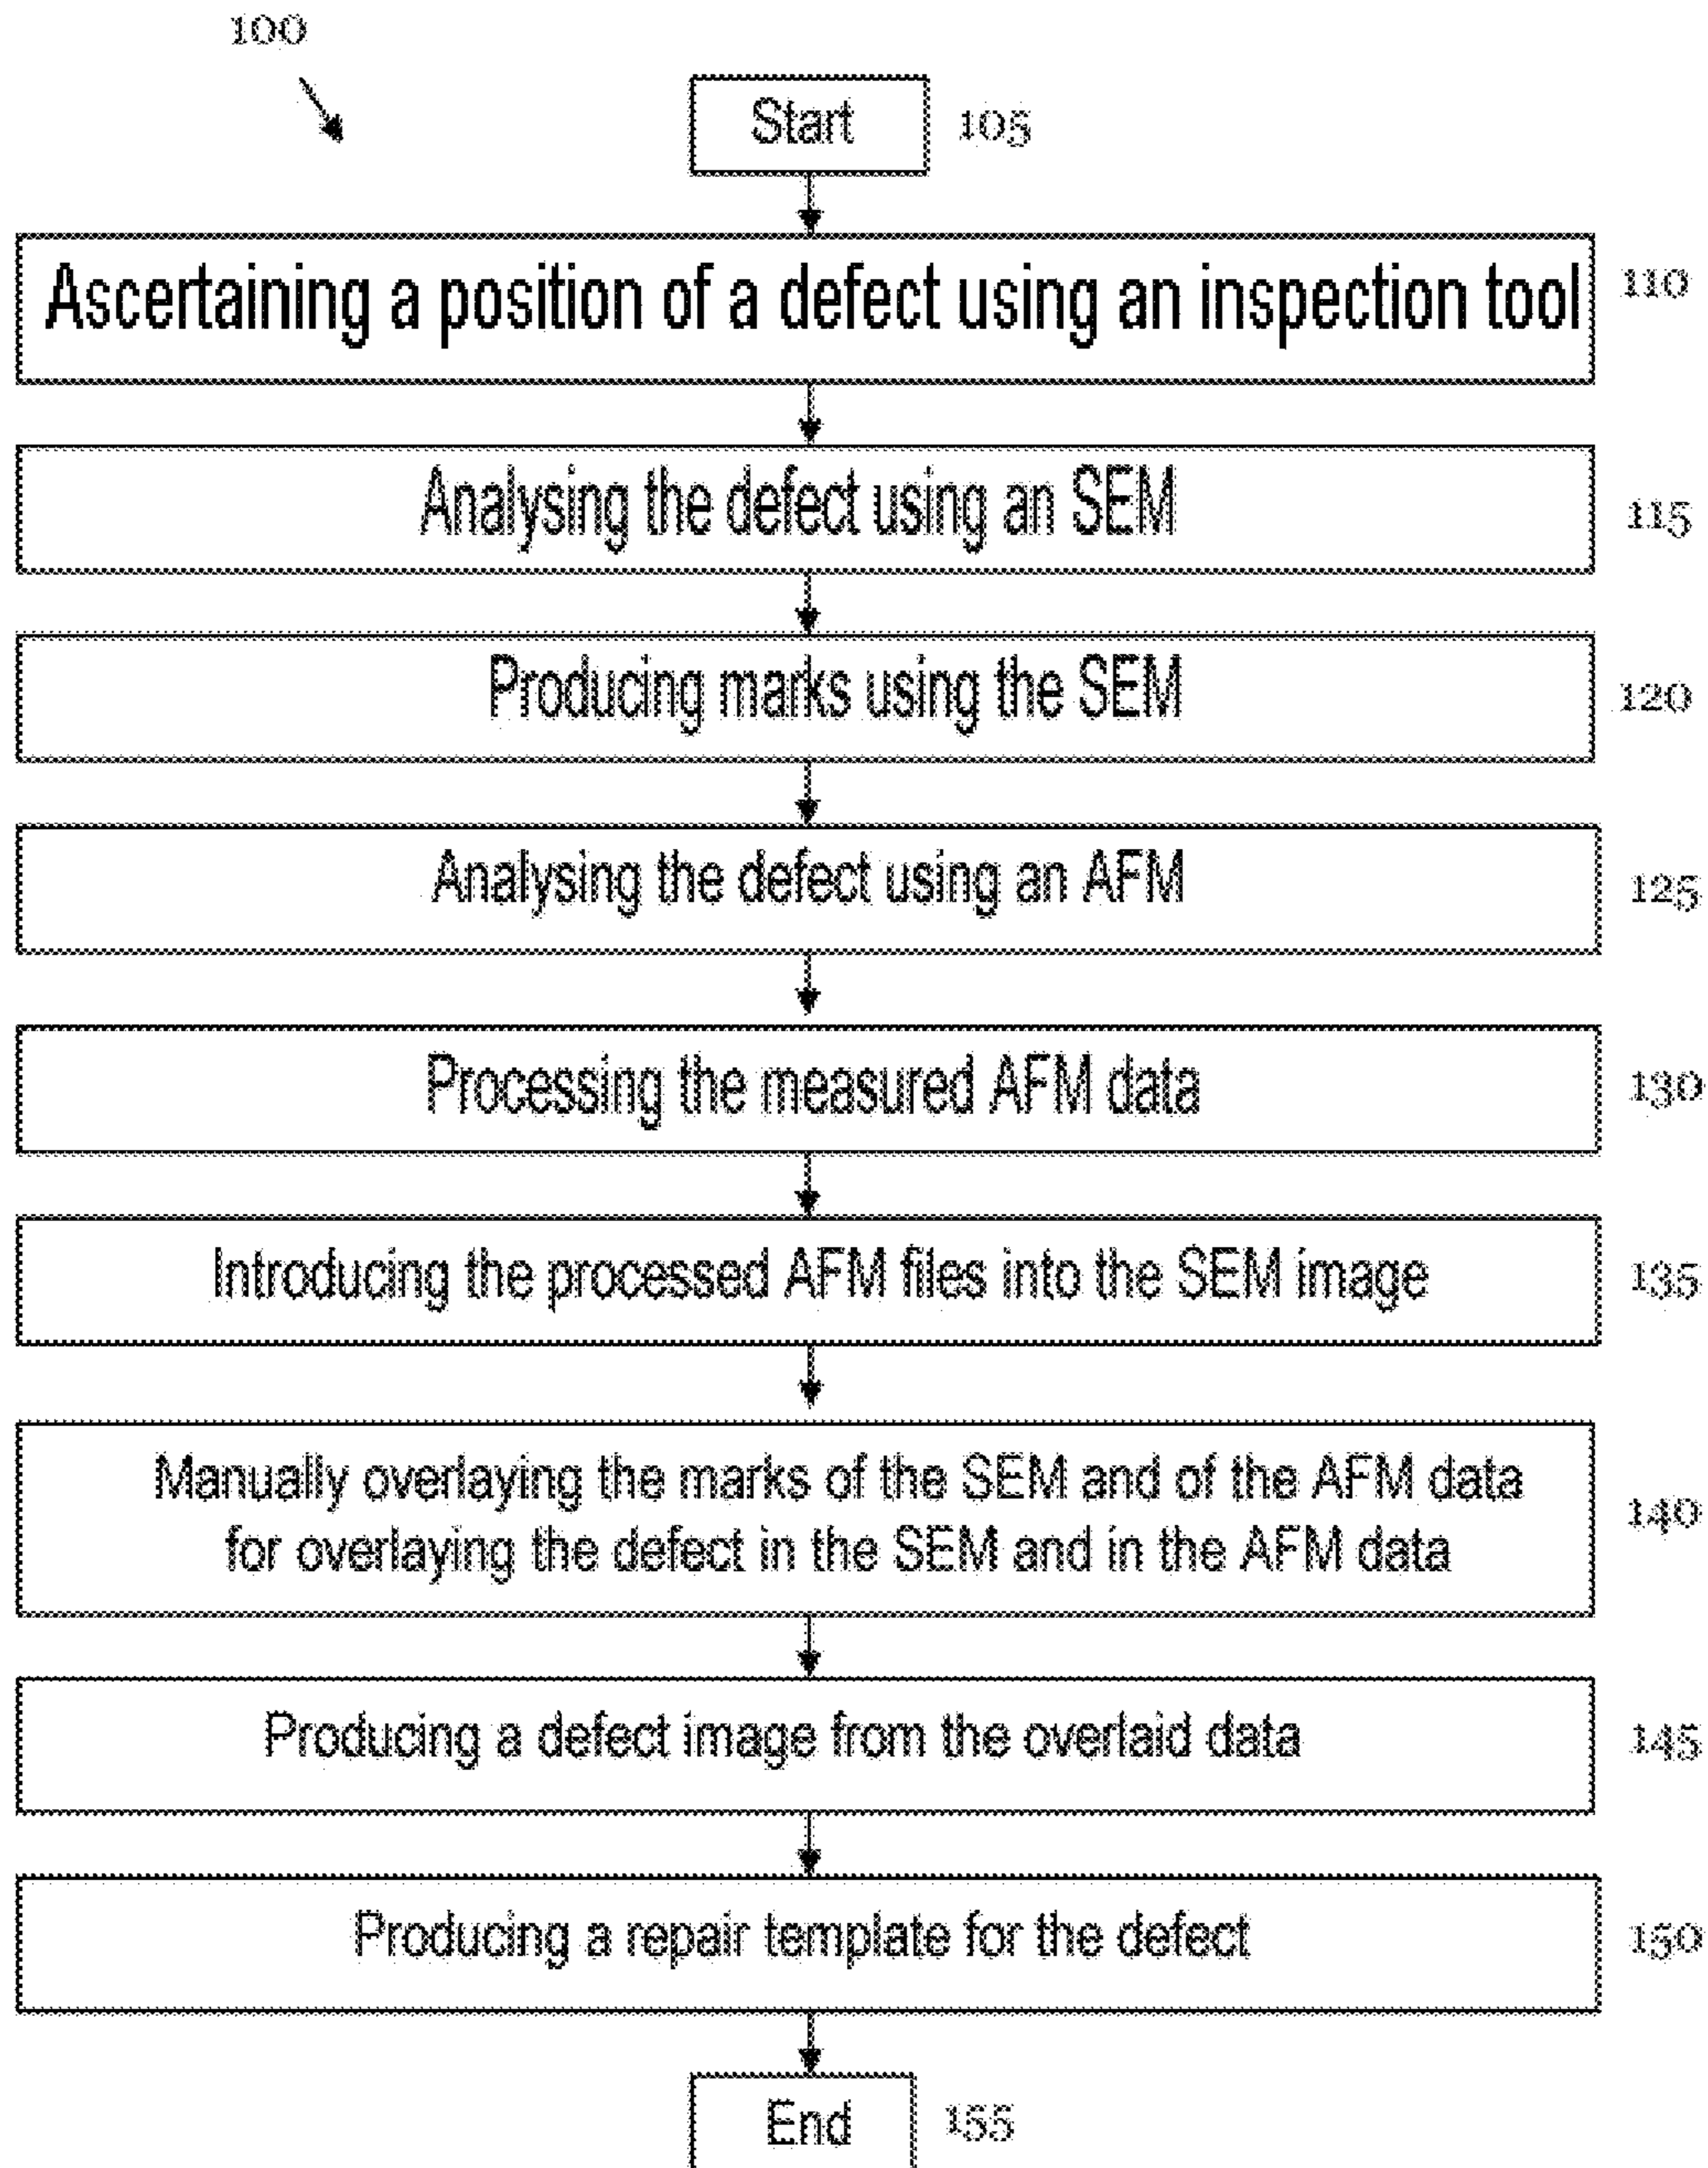 100
Start 105
Ascertaining a position of a defect using an inspection tool 110
Analysing the defect using an SEM 115
Producing marks using the SEM 120
Analysing the defect using an AFM 125
Processing the measured AFM data 130
Introducing the processed AFM files into the SEM image 135
Manually overlaying the marks of the SEM and of the AFM data
for overlaying the defect in the SEM and in the AFM data 140
Producing a defect image from the overlaid data 145
Producing a repair template for the defect 150
End 155